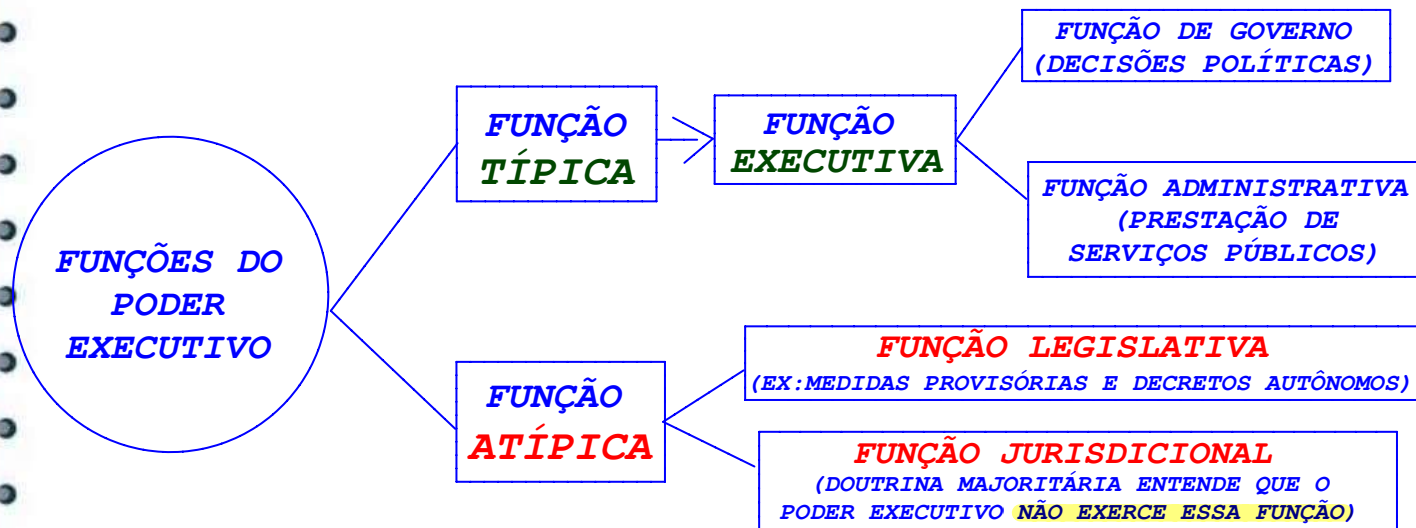 FUNÇÕES DO
PODER
EXECUTIVO
FUNÇÃO
TÍPICA
FUNÇÃO
EXECUTIVA
FUNÇÃO DE GOVERNO
(DECISÕES POLÍTICAS)
FUNÇÃO ADMINISTRATIVA
(PRESTAÇÃO DE
SERVIÇOS PÚBLICOS)
FUNÇÃO
ATÍPICA
FUNÇÃO LEGISLATIVA
(EX:MEDIDAS PROVISÓRIAS E DECRETOS AUTÔNOMOS)
FUNÇÃO JURISDICIONAL
(DOUTRINA MAJORITÁRIA ENTENDE QUE O
PODER EXECUTIVO NÃO EXERCE ESSA FUNÇÃO)